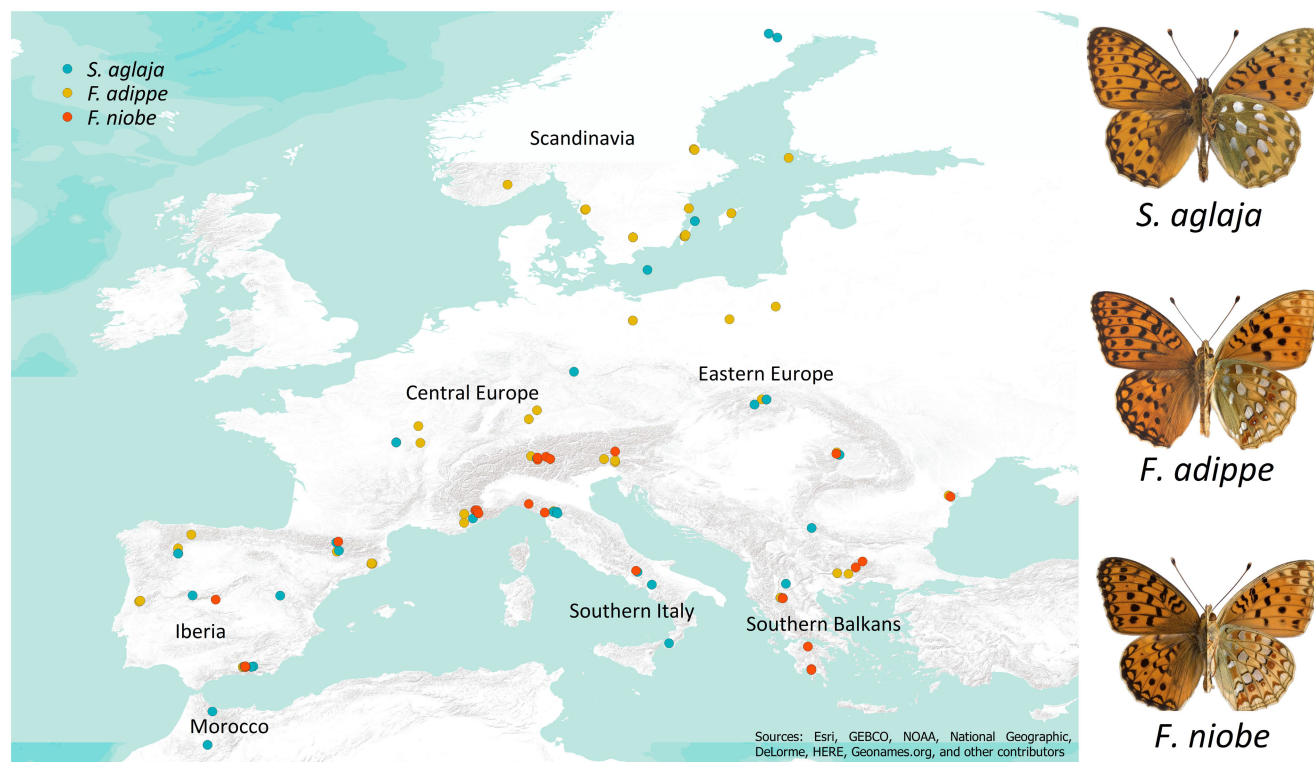 S. aglaja
F. adippe
F. niobe
Scandinavia
Central Europe
Eastern Europe
Iberia
Southern Italy
Southern Balkans
Morocco
Sources: Esri, GEBCO, NOAA, National Geographic,
DeLorme, HERE, Geonames.org, and other contributors
S. aglaja
F. adippe
F. niobe